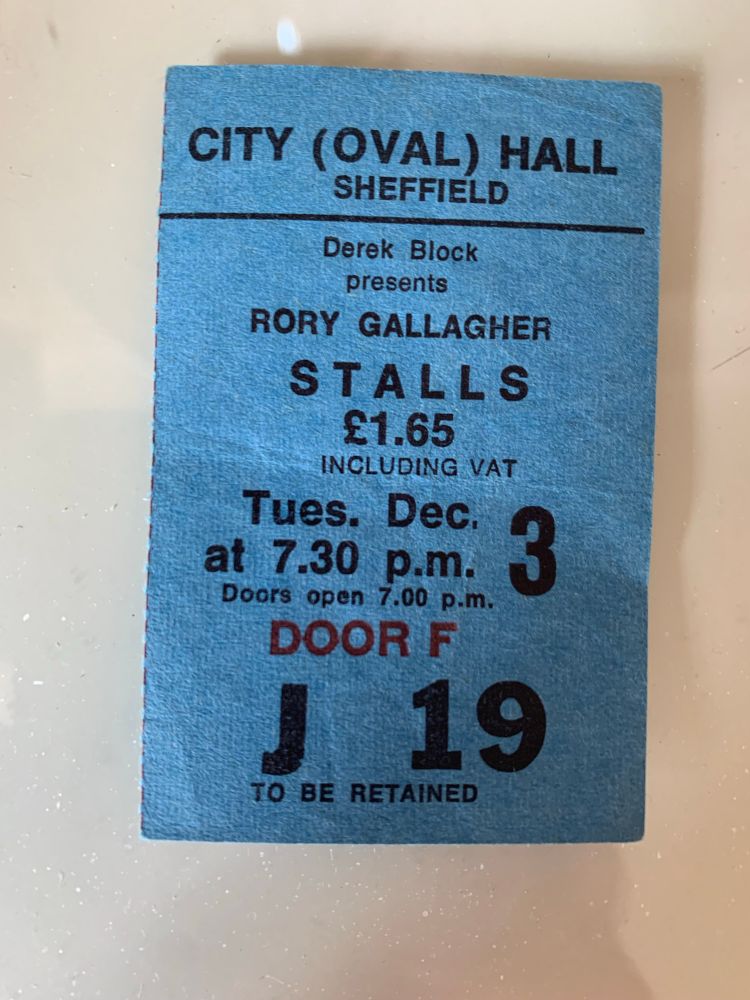 CITY (OVAL) HALL
SHEFFIELD
Derek Block
presents
RORY GALLAGHER
STALLS
£1.65
INCLUDING VAT
Tues. Dec. 3
at 7.30 p.m.
Doors open 7.00 p.m.
DOOR F
J 19
TO BE RETAINED